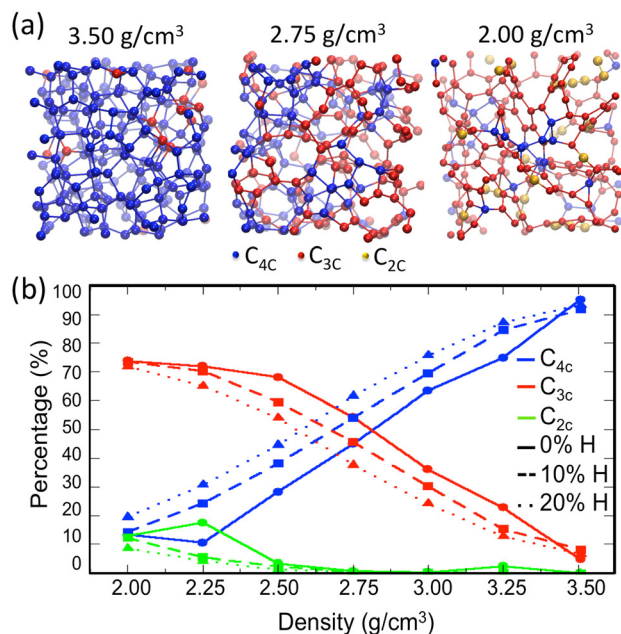 (a)
3.50 g/cm³ 2.75 g/cm³ 2.00 g/cm³
C₄C C₃C C₂C
(b)
100
90
80
70
60
50
40
30
20
10
0
Percentage (%)
C₄c
C₃c
C₂c
0% H
10% H
20% H
2.00 2.25 2.50 2.75 3.00 3.25 3.50
Density (g/cm³)